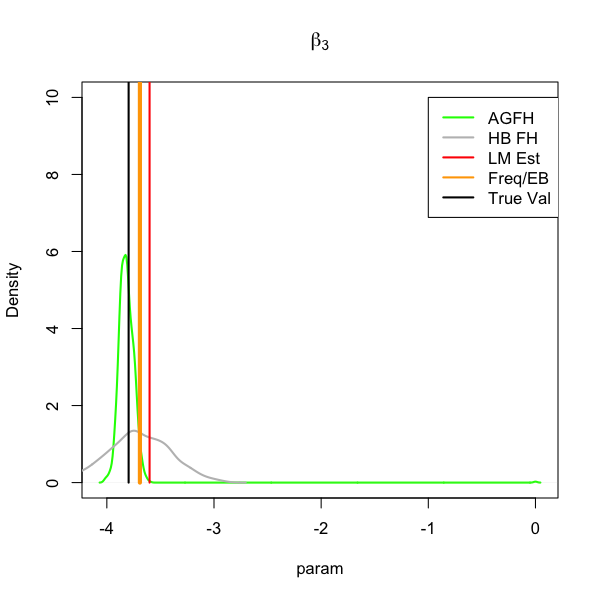 β3
10
8
6
4
2
0
Density
AGFH
HB FH
LM Est
Freq/EB
True Val
-4 -3 -2 -1 0
param